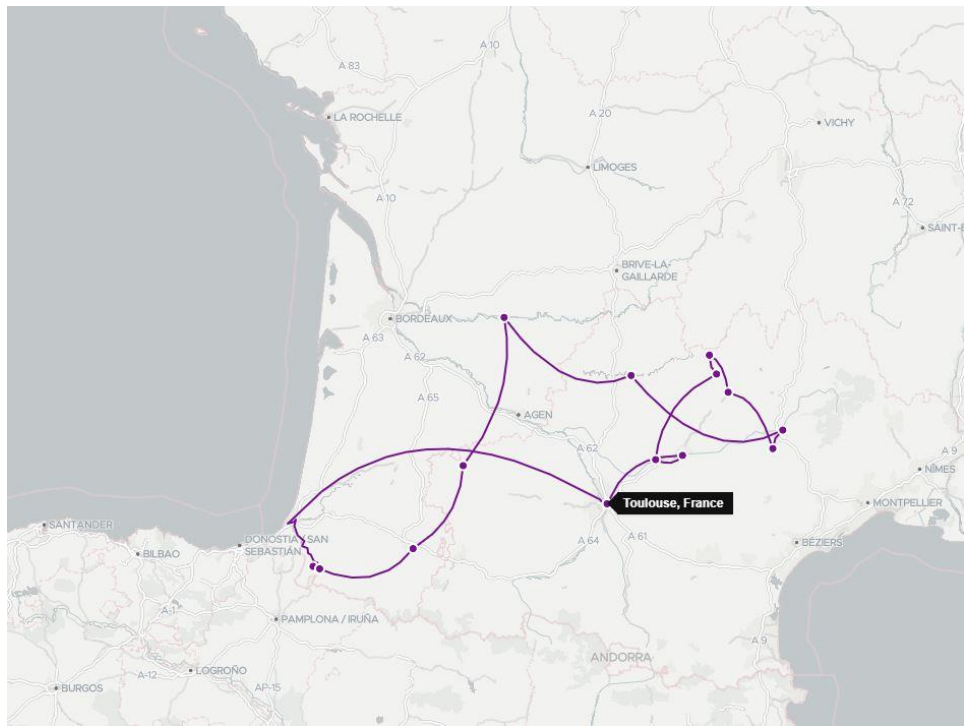 A 10
A 83
LA ROCHELLE
A 20
VICHY
LIMOGES
A 10
A 72
BRIVE-LA-
GAILLARDE
BORDEAUX
A 63
A 62
A 65
AGEN
A 62
A 9
NÎMES
Toulouse, France
MONTPELLIER
SANTANDER
DONOSTIA / SAN
SEBASTIÁN
BILBAO
A 64
A 61
BÉZIERS
A-1
PAMPLONA / IRUÑA
A 9
ANDORRA
LOGROÑO
A-12
AP-15
BURGOS